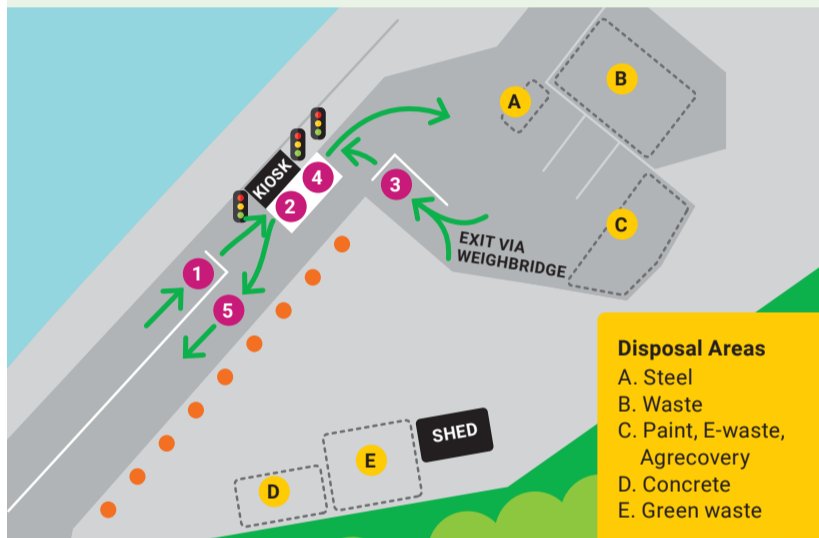 A
B
KIOSK
4
2
3
C
EXIT VIA
WEIGHBRIDGE
1
5
SHED
E
D
Disposal Areas
A. Steel
B. Waste
C. Paint, E-waste,
Agrecovery
D. Concrete
E. Green waste